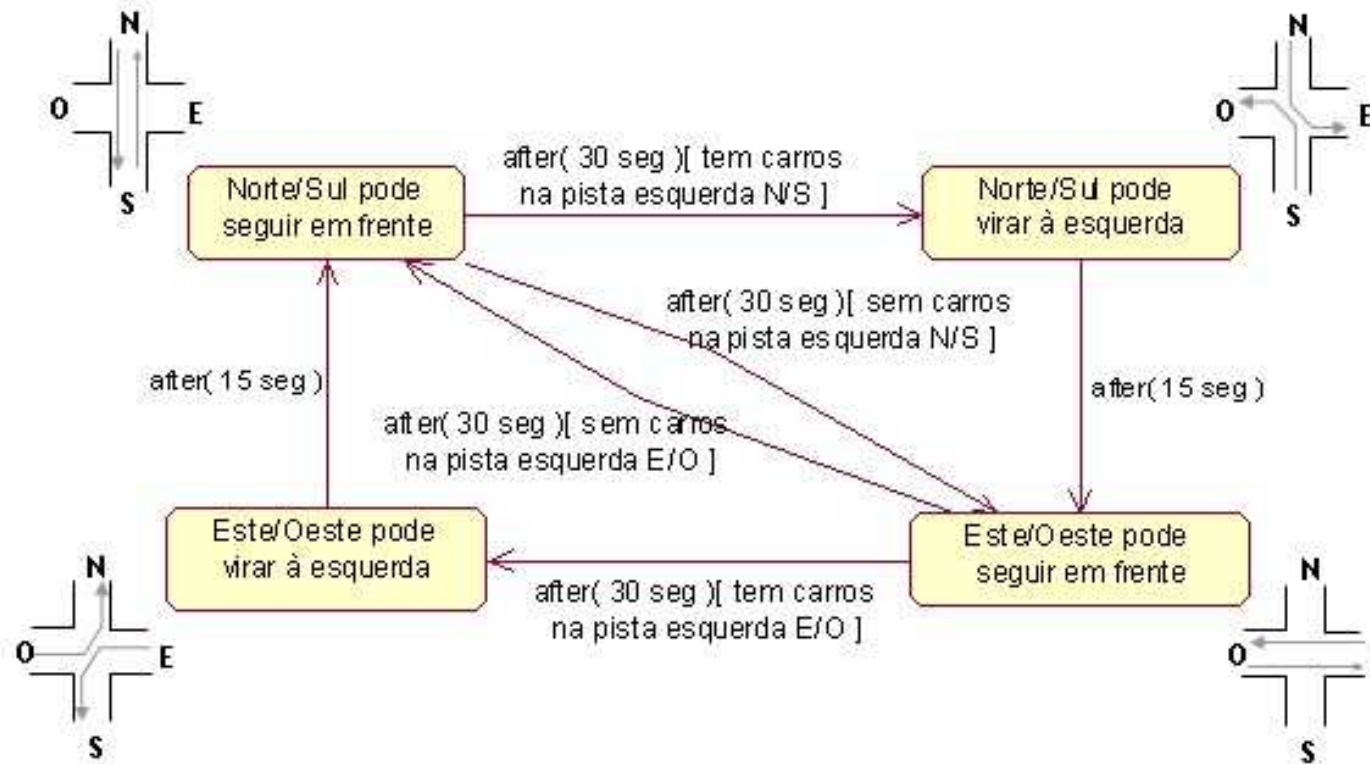 N
O
E
S
N
O
E
S
after( 30 seg )[ tem carros
na pista esquerda N/S ]
Norte/Sul pode
seguir em frente
Norte/Sul pode
virar à esquerda
after( 30 seg )[ sem carros
na pista esquerda N/S ]
after( 15 seg )
after( 15 seg )
after( 30 seg )[ sem carros
na pista esquerda E/O ]
Este/Oeste pode
virar à esquerda
Este/Oeste pode
seguir em frente
after( 30 seg )[ tem carros
na pista esquerda E/O ]
N
O
E
S
N
O
S